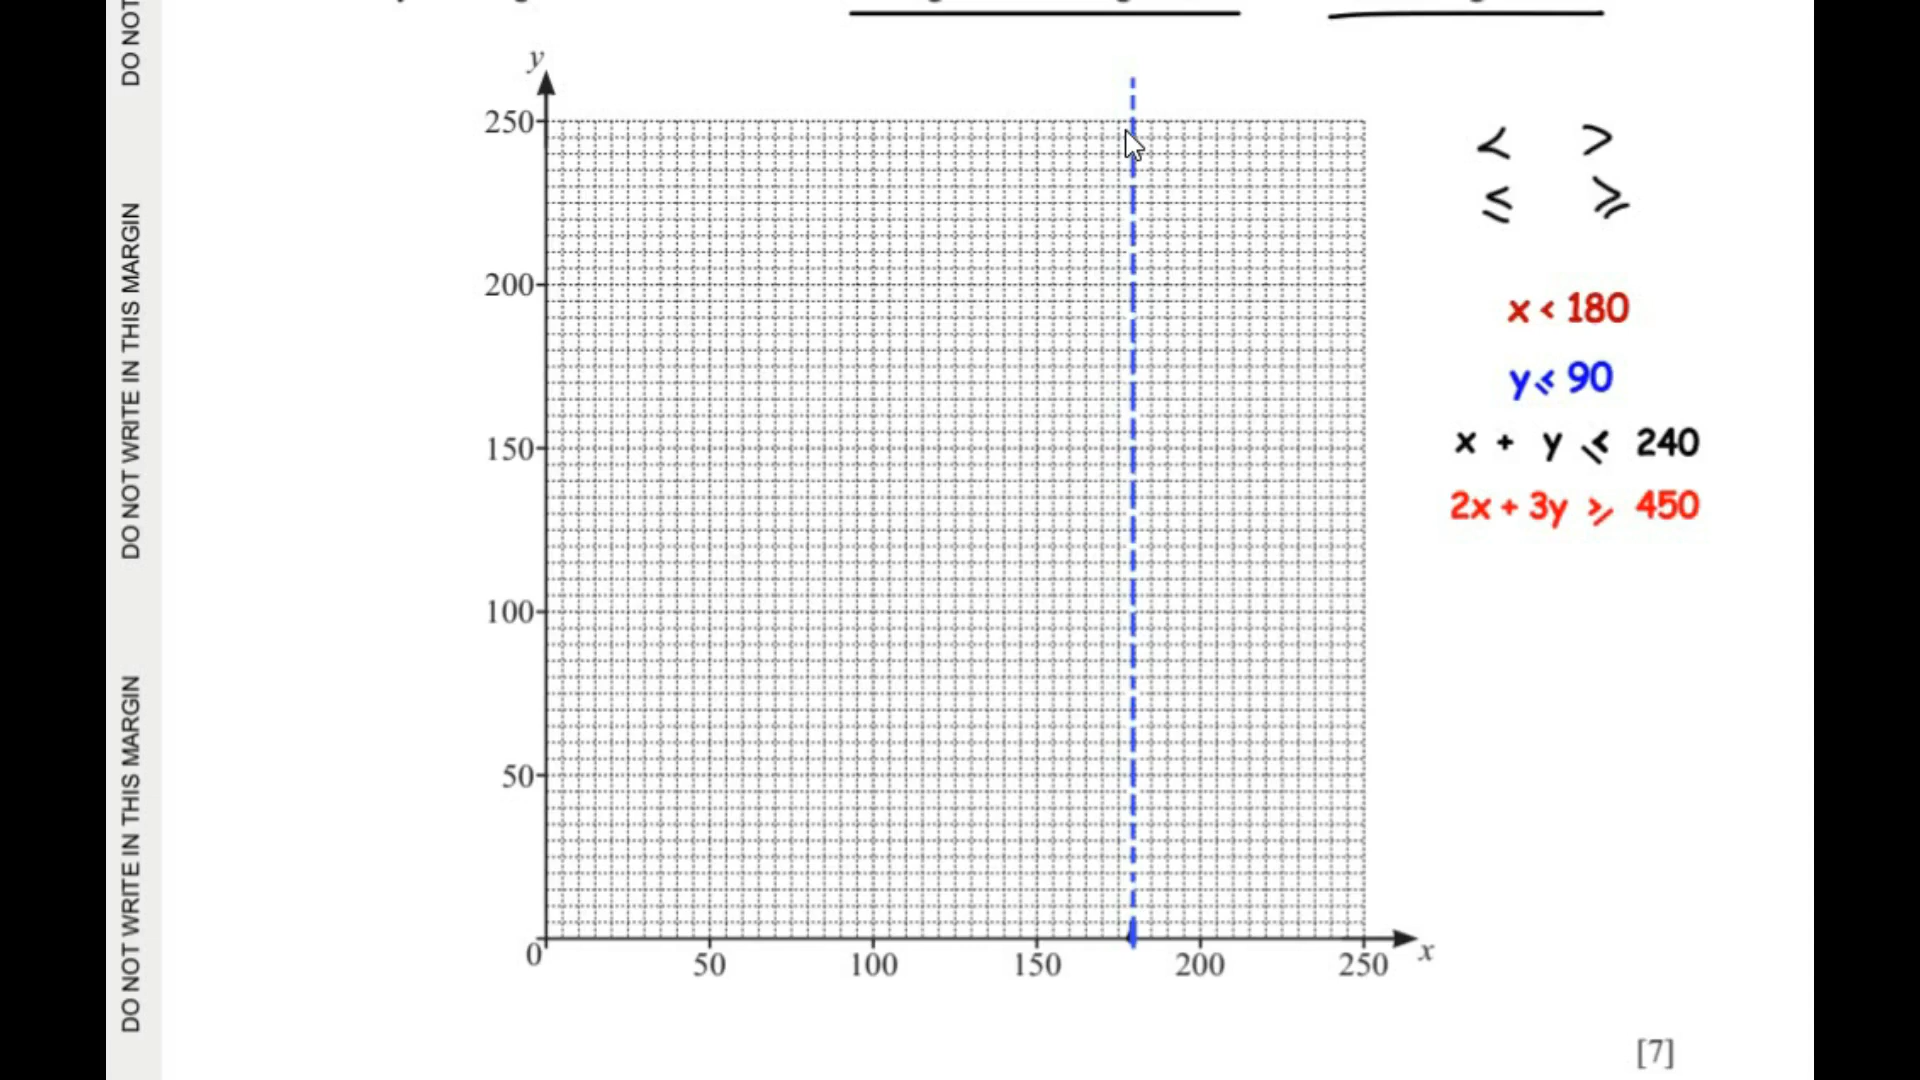 DO NOT
DO NOT WRITE IN THIS MARGIN
DO NOT WRITE IN THIS MARGIN
y
250
200
150
100
50
0
50 100 150 200 250 x
< >
⩽ ⩾
x < 180
y ⩽ 90
x + y ⩽ 240
2x + 3y ⩾ 450
[7]